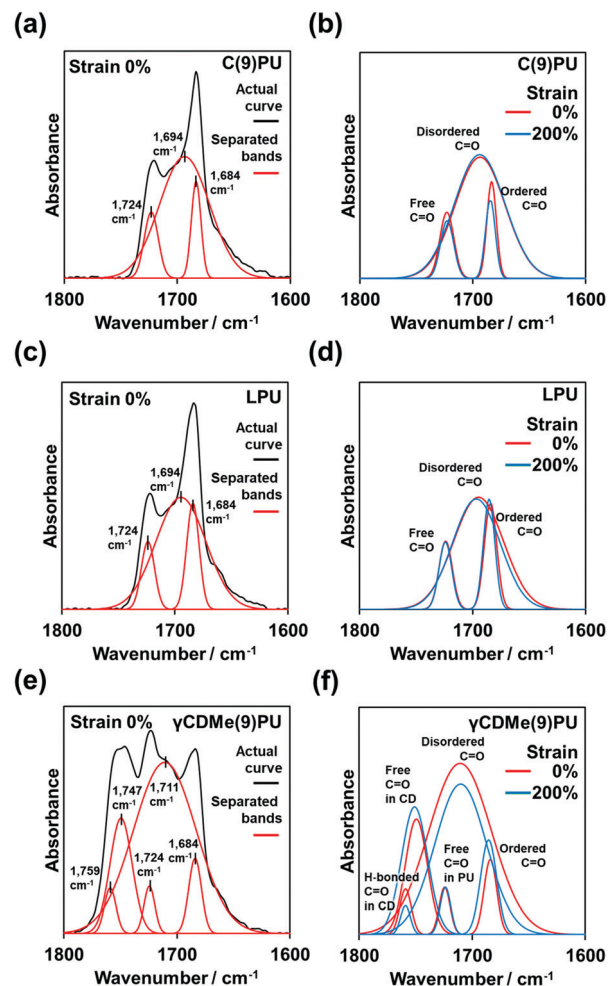 (a)
Strain 0%
C(9)PU
Actual
curve
Separated
bands
1,694
cm-1
1,724
cm-1
1,684
cm-1
Absorbance
1800
1700
1600
Wavenumber / cm-1
(b)
C(9)PU
Strain
0%
200%
Disordered
C=O
Free
C=O
Ordered
C=O
Absorbance
1800
1700
1600
Wavenumber / cm-1
(c)
Strain 0%
LPU
Actual
curve
Separated
bands
1,694
cm-1
1,724
cm-1
1,684
cm-1
Absorbance
1800
1700
1600
Wavenumber / cm-1
(d)
LPU
Strain
0%
200%
Disordered
C=O
Free
C=O
Ordered
C=O
Absorbance
1800
1700
1600
Wavenumber / cm-1
(e)
Strain 0%
γCDMe(9)PU
Actual
curve
Separated
bands
1,747
cm-1
1,711
cm-1
1,759
cm-1
1,724
cm-1
1,684
cm-1
Absorbance
1800
1700
1600
Wavenumber / cm-1
(f)
γCDMe(9)PU
Disordered
C=O
Strain
0%
200%
Free
C=O
in CD
Free
C=O
in PU
Ordered
C=O
H-bonded
C=O
in CD
Absorbance
1800
1700
1600
Wavenumber / cm-1